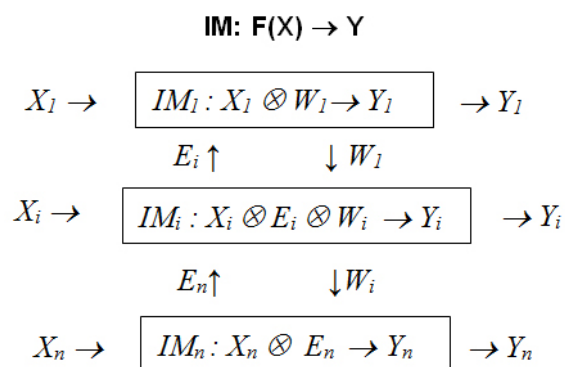 IM: F(X) → Y
X₁ → IM₁ : X₁ ⊗ W₁ → Y₁ → Y₁
Eᵢ ↑ ↓ W₁
Xᵢ → IMᵢ : Xᵢ ⊗ Eᵢ ⊗ Wᵢ → Yᵢ → Yᵢ
Eₙ ↑ ↓ Wᵢ
Xₙ → IMₙ : Xₙ ⊗ Eₙ → Yₙ → Yₙ